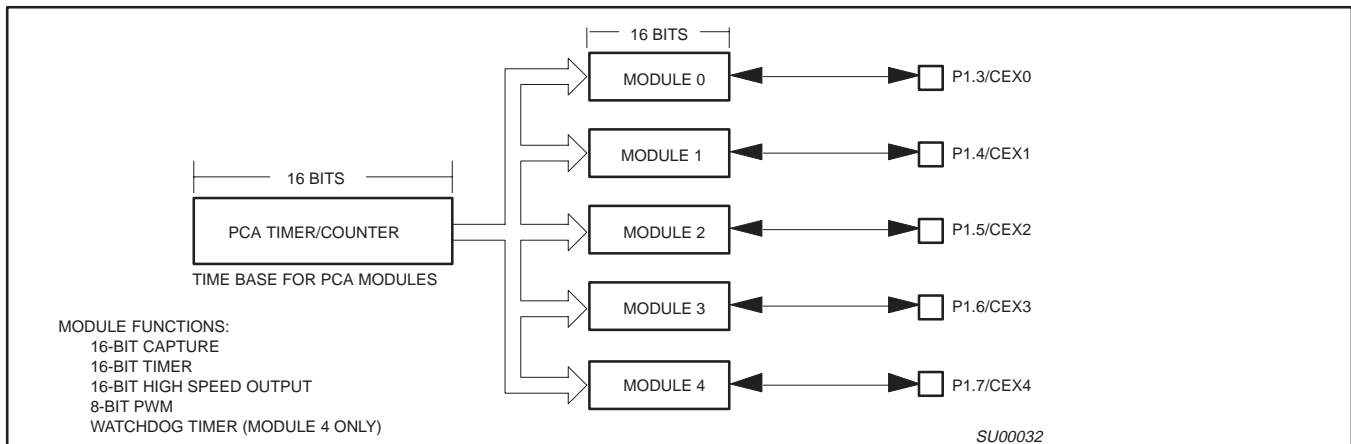 16 BITS
MODULE 0
P1.3/CEX0
MODULE 1
P1.4/CEX1
16 BITS
PCA TIMER/COUNTER
TIME BASE FOR PCA MODULES
MODULE 2
P1.5/CEX2
MODULE 3
P1.6/CEX3
MODULE 4
P1.7/CEX4
MODULE FUNCTIONS:
16-BIT CAPTURE
16-BIT TIMER
16-BIT HIGH SPEED OUTPUT
8-BIT PWM
WATCHDOG TIMER (MODULE 4 ONLY)
SU00032